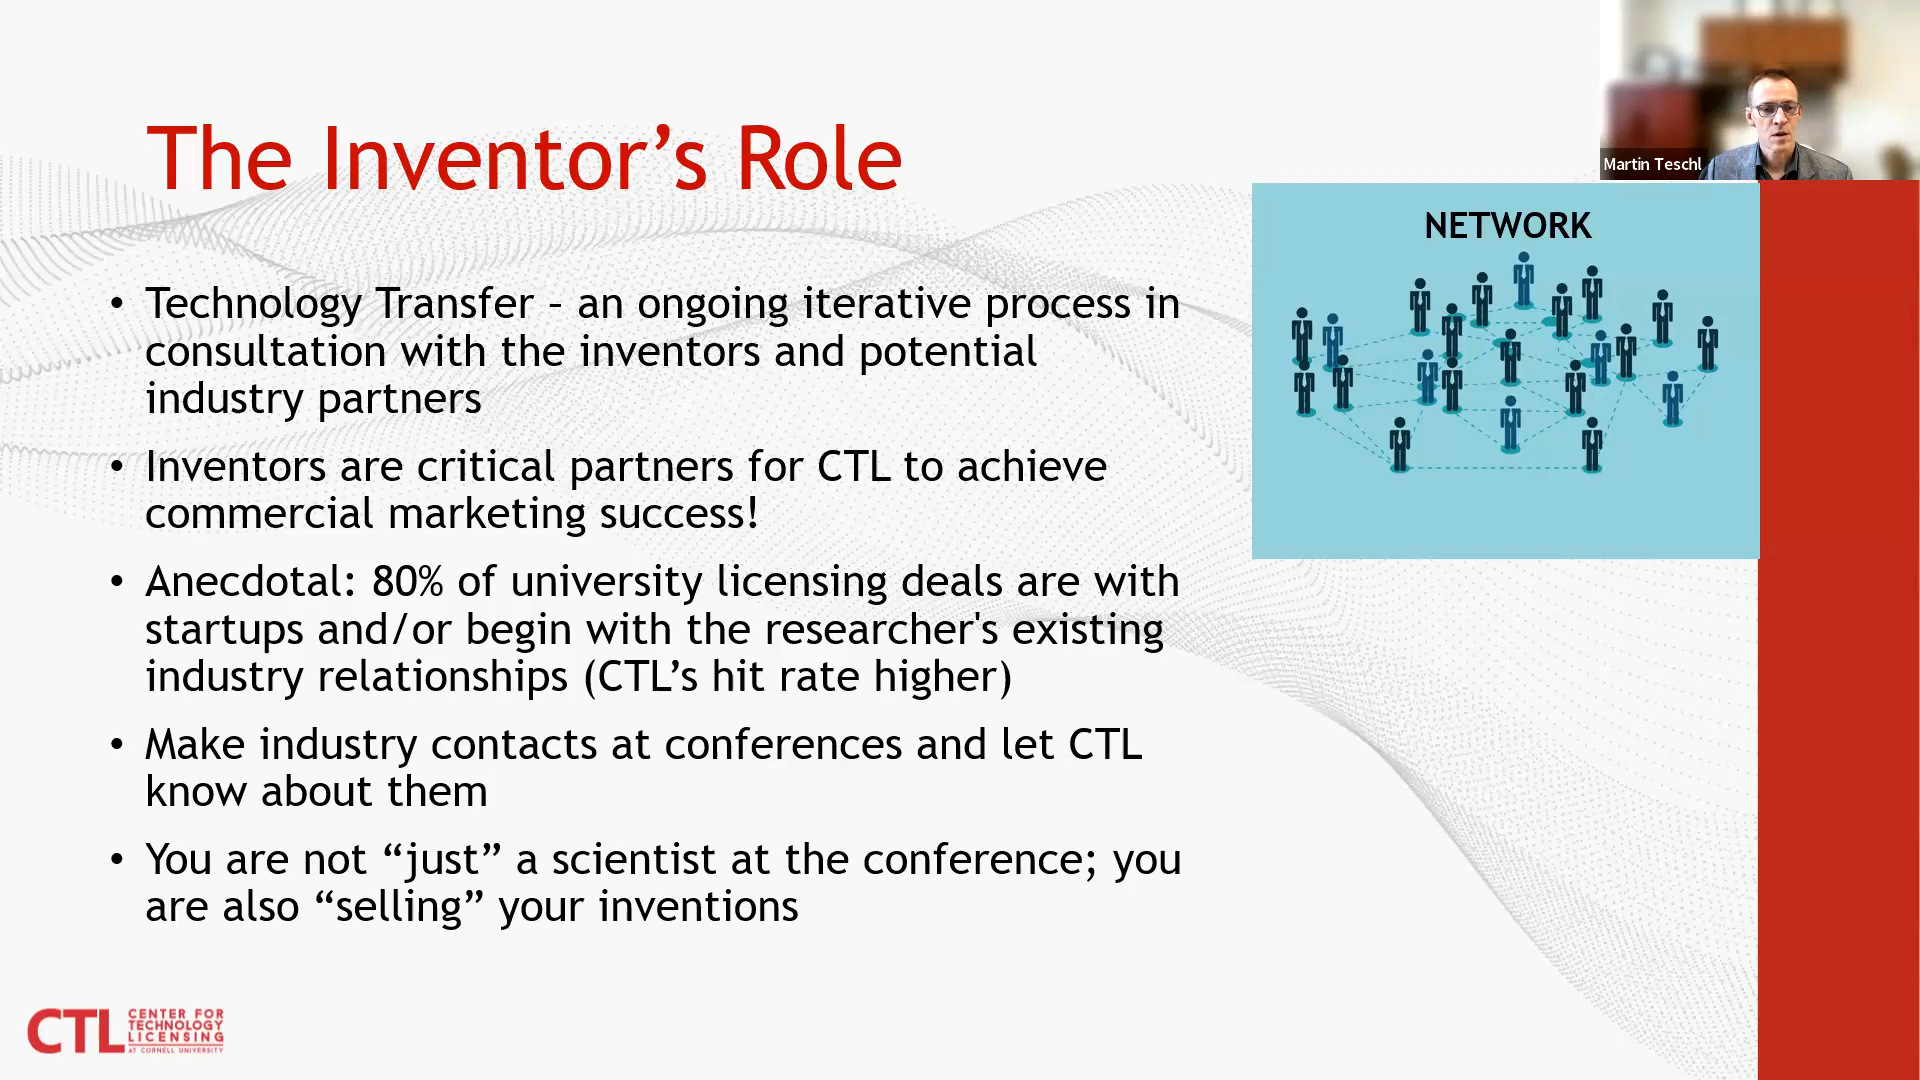 The Inventor’s Role
• Technology Transfer – an ongoing iterative process in
consultation with the inventors and potential
industry partners
• Inventors are critical partners for CTL to achieve
commercial marketing success!
• Anecdotal: 80% of university licensing deals are with
startups and/or begin with the researcher's existing
industry relationships (CTL’s hit rate higher)
• Make industry contacts at conferences and let CTL
know about them
• You are not “just” a scientist at the conference; you
are also “selling” your inventions
Martin Teschl
NETWORK
CTL
CENTER FOR
TECHNOLOGY
LICENSING
AT CORNELL UNIVERSITY